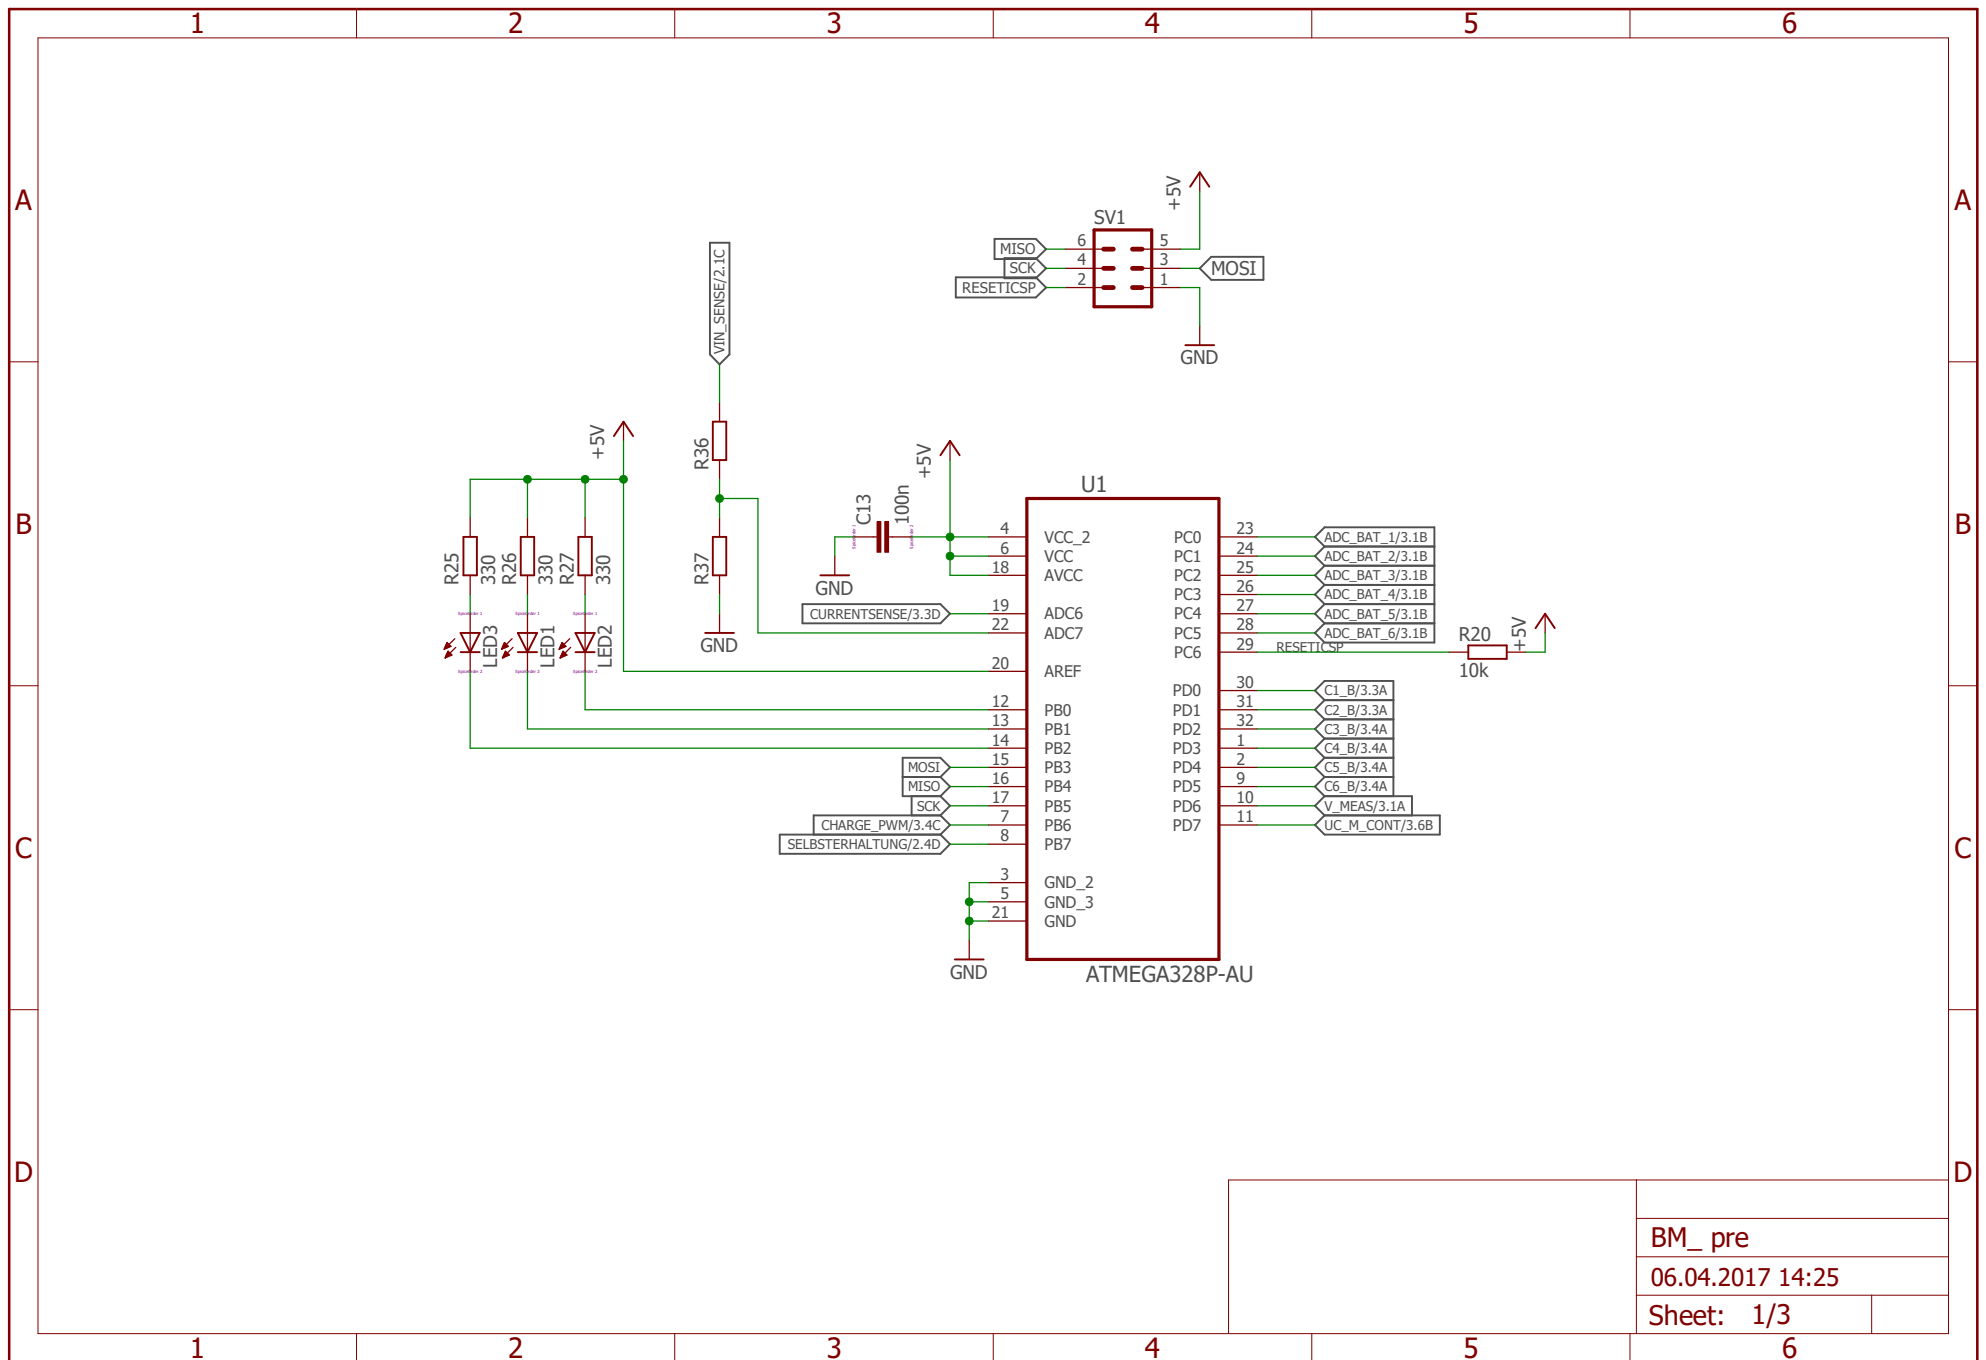 1 2 3 4 5 6
A A
+5V
SV1
MISO 6 5
SCK 4 3 MOSI
RESETICSP 2 1
GND
VIN_SENSE/2.1C
B B
+5V
R36
+5V
C13
100n
GND
R25
330
R26
330
R27
330
R37
GND
LED3
LED1
LED2
U1
4 VCC_2 PC0 23 ADC_BAT_1/3.1B
6 VCC PC1 24 ADC_BAT_2/3.1B
18 AVCC PC2 25 ADC_BAT_3/3.1B
PC3 26 ADC_BAT_4/3.1B
CURRENTSENSE/3.3D 19 ADC6 PC4 27 ADC_BAT_5/3.1B
22 ADC7 PC5 28 ADC_BAT_6/3.1B
PC6 29 RESETICSP
R20
10k
+5V
20 AREF
PD0 30 C1_B/3.3A
12 PB0 PD1 31 C2_B/3.3A
13 PB1 PD2 32 C3_B/3.4A
14 PB2 PD3 1 C4_B/3.4A
MOSI 15 PB3 PD4 2 C5_B/3.4A
MISO 16 PB4 PD5 9 C6_B/3.4A
SCK 17 PB5 PD6 10 V_MEAS/3.1A
CHARGE_PWM/3.4C 7 PB6 PD7 11 UC_M_CONT/3.6B
SELBSTERHALTUNG/2.4D 8 PB7
C C
3 GND_2
5 GND_3
21 GND
GND
ATMEGA328P-AU
D D
BM_ pre
06.04.2017 14:25
Sheet: 1/3
1 2 3 4 5 6